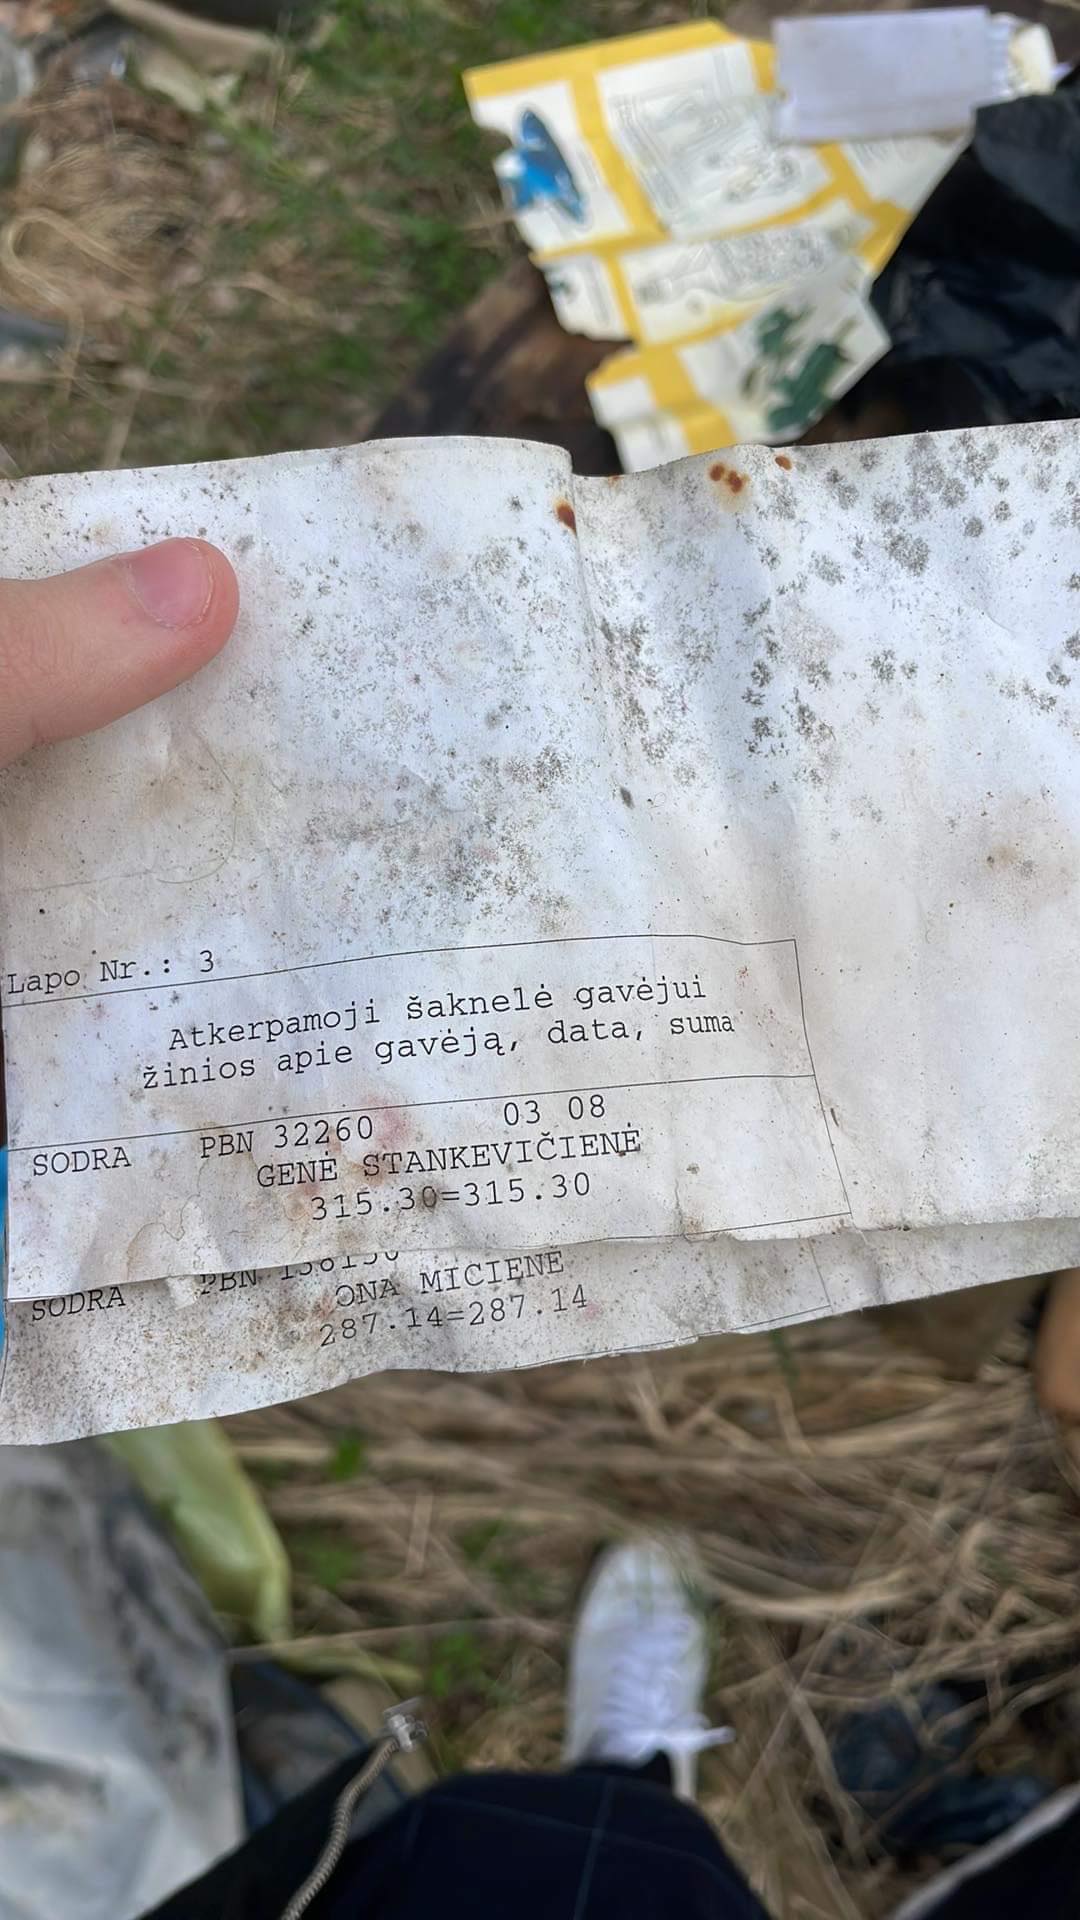 Lapo Nr.: 3
Atkerpamoji šaknelė gavėjui
žinios apie gavėją, data, suma
SODRA PBN 32260 03 08
GENĖ STANKEVIČIENĖ
315.30=315.30
SODRA PBN
ONA MICIENĖ
287.14=287.14